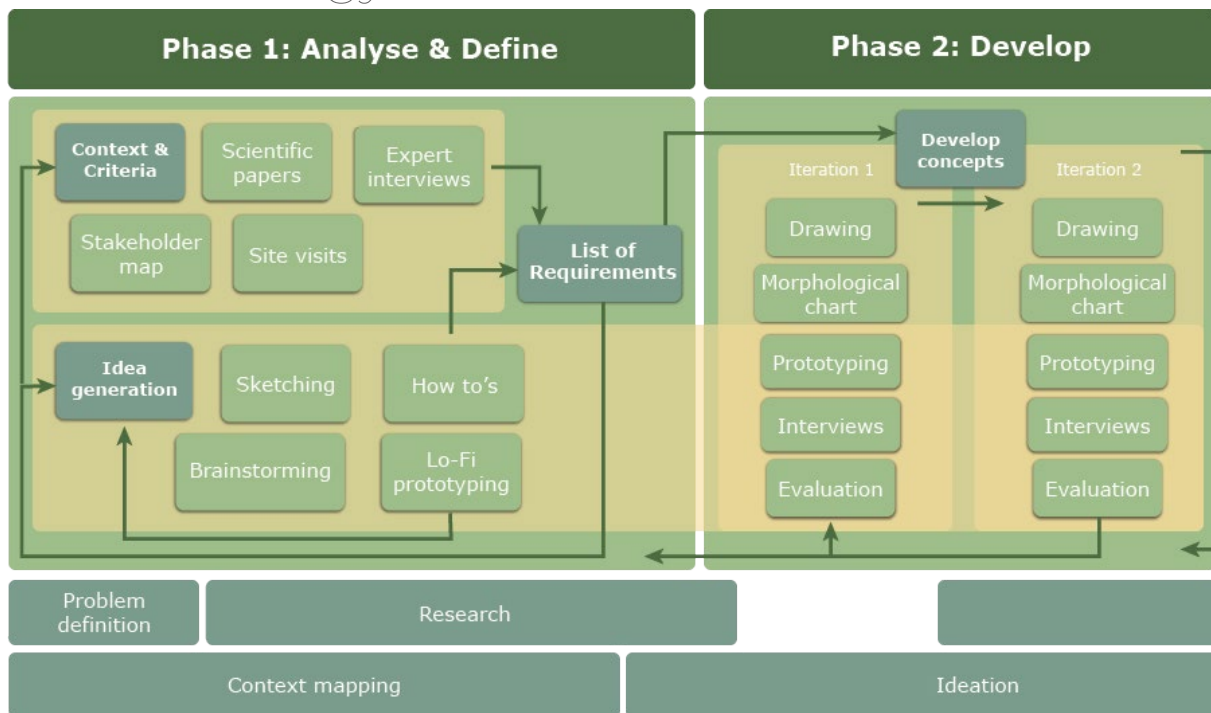 Phase 1: Analyse & Define
Phase 2: Develop
Context &
Criteria
Scientific
papers
Expert
interviews
Stakeholder
map
Site visits
List of
Requirements
Idea
generation
Sketching
How to's
Brainstorming
Lo-Fi
prototyping
Develop
concepts
Iteration 1
Drawing
Morphological
chart
Prototyping
Interviews
Evaluation
Iteration 2
Drawing
Morphological
chart
Prototyping
Interviews
Evaluation
Problem
definition
Research
Context mapping
Ideation